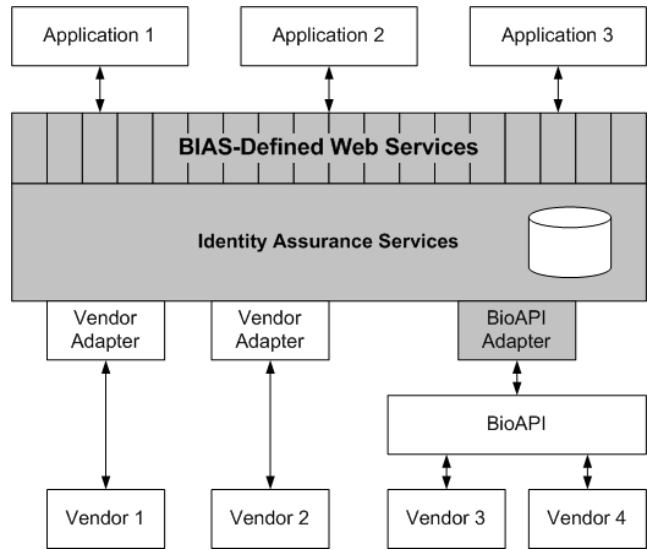 Application 1
Application 2
Application 3
BIAS-Defined Web Services
Identity Assurance Services
Vendor
Adapter
Vendor
Adapter
BioAPI
Adapter
BioAPI
Vendor 1
Vendor 2
Vendor 3
Vendor 4